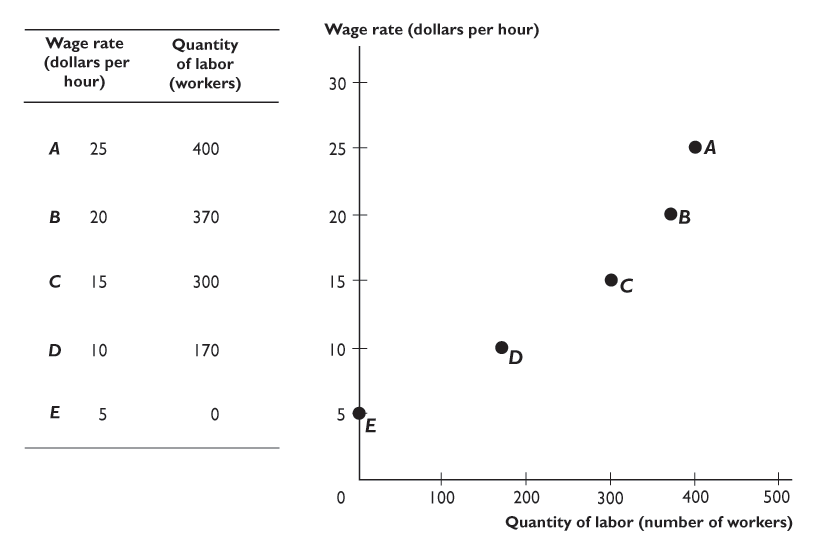 Wage rate
(dollars per
hour)
Quantity
of labor
(workers)
A 25 400
B 20 370
C 15 300
D 10 170
E 5 0
Wage rate (dollars per hour)
30
25
20
15
10
5
0
A
B
C
D
E
100 200 300 400 500
Quantity of labor (number of workers)